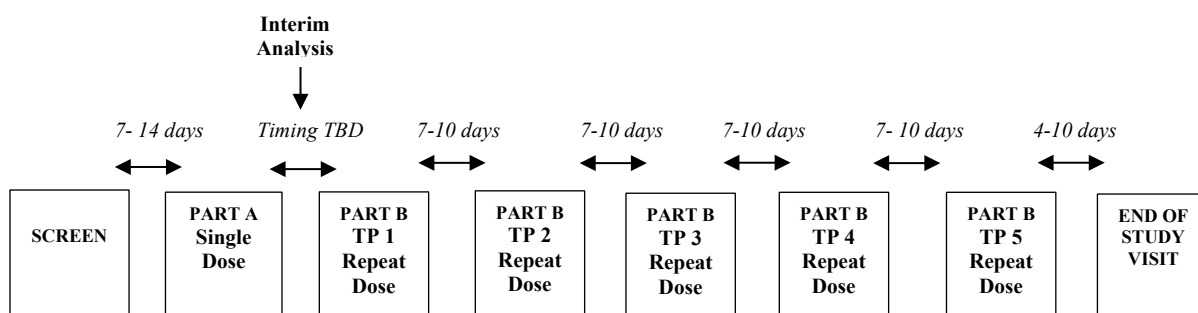 Interim
Analysis
7- 14 days
Timing TBD
7-10 days
7-10 days
7-10 days
7- 10 days
4-10 days
SCREEN
PART A
Single
Dose
PART B
TP 1
Repeat
Dose
PART B
TP 2
Repeat
Dose
PART B
TP 3
Repeat
Dose
PART B
TP 4
Repeat
Dose
PART B
TP 5
Repeat
Dose
END OF
STUDY
VISIT